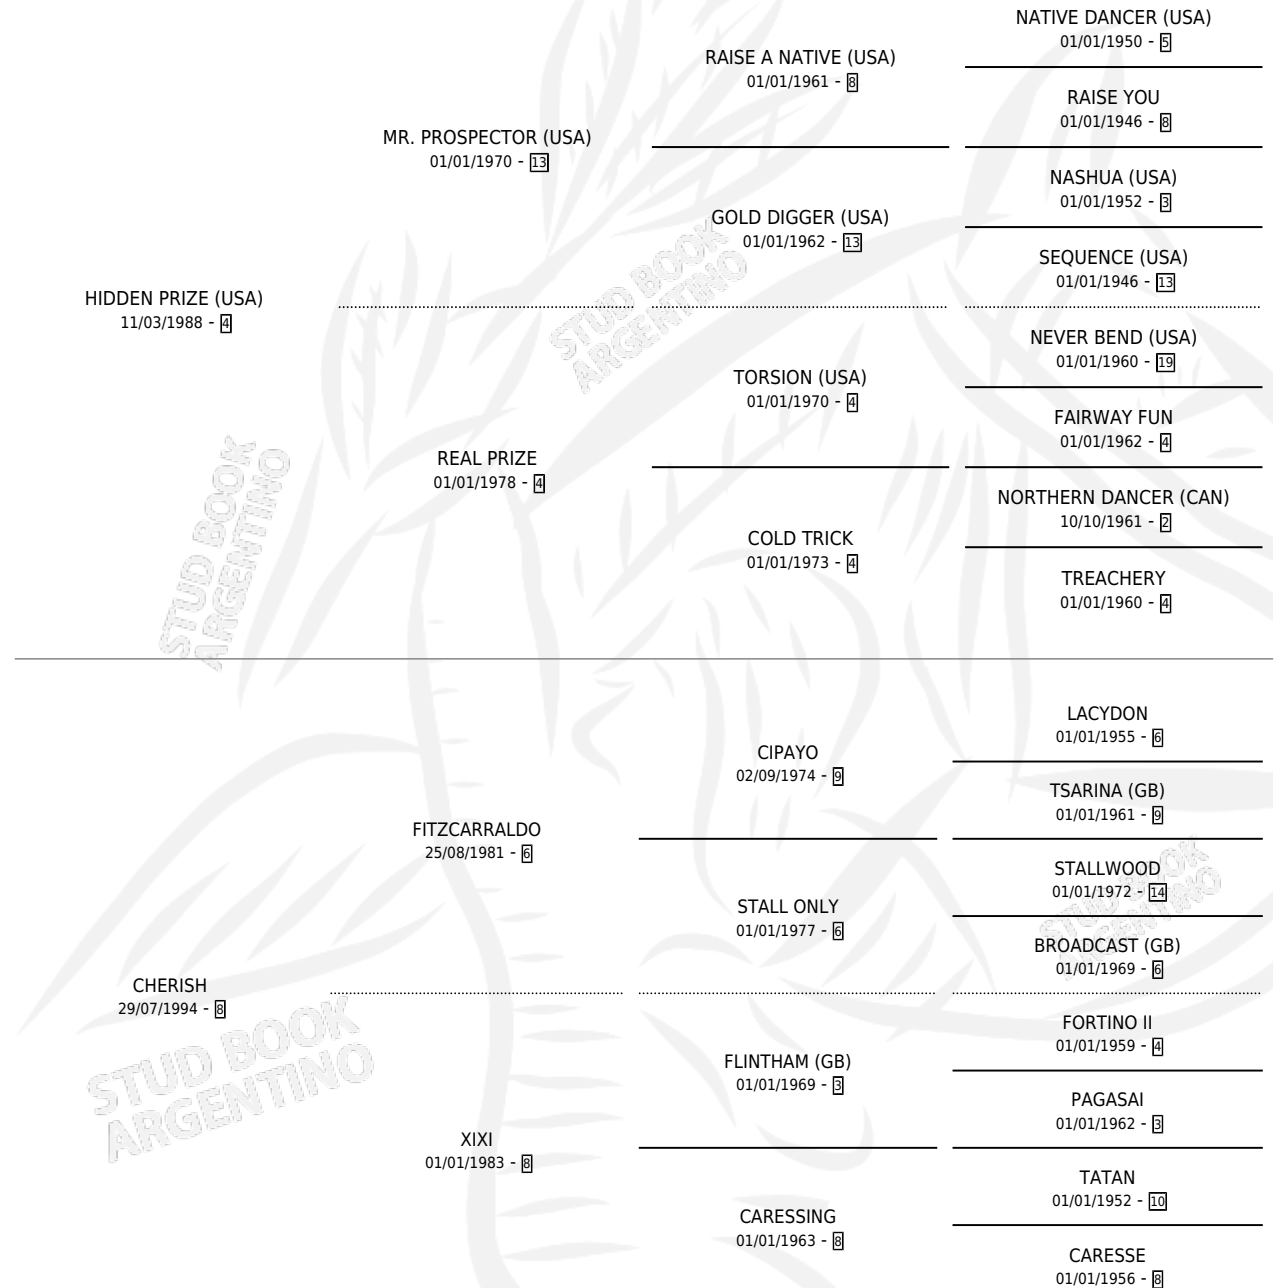 NATIVE DANCER (USA)
01/01/1950 - 5
RAISE A NATIVE (USA)
01/01/1961 - 8
RAISE YOU
01/01/1946 - 8
MR. PROSPECTOR (USA)
01/01/1970 - 13
NASHUA (USA)
01/01/1952 - 3
GOLD DIGGER (USA)
01/01/1962 - 13
SEQUENCE (USA)
01/01/1946 - 13
HIDDEN PRIZE (USA)
11/03/1988 - 4
STUD BOOK
ARGENTINO
NEVER BEND (USA)
01/01/1960 - 19
TORSION (USA)
01/01/1970 - 4
FAIRWAY FUN
01/01/1962 - 4
REAL PRIZE
01/01/1978 - 4
NORTHERN DANCER (CAN)
10/10/1961 - 2
COLD TRICK
01/01/1973 - 4
TREACHERY
01/01/1960 - 4
STUD BOOK
ARGENTINO
LACYDON
01/01/1955 - 6
CIPAYO
02/09/1974 - 9
TSARINA (GB)
01/01/1961 - 9
FITZCARRALDO
25/08/1981 - 6
STALLWOOD
01/01/1972 - 14
STALL ONLY
01/01/1977 - 6
BROADCAST (GB)
01/01/1969 - 6
STUD BOOK
ARGENTINO
CHERISH
29/07/1994 - 8
STUD BOOK
ARGENTINO
FORTINO II
01/01/1959 - 4
FLINTHAM (GB)
01/01/1969 - 3
PAGASAI
01/01/1962 - 3
XIXI
01/01/1983 - 8
TATAN
01/01/1952 - 10
CARESSING
01/01/1963 - 8
CARESSE
01/01/1956 - 8